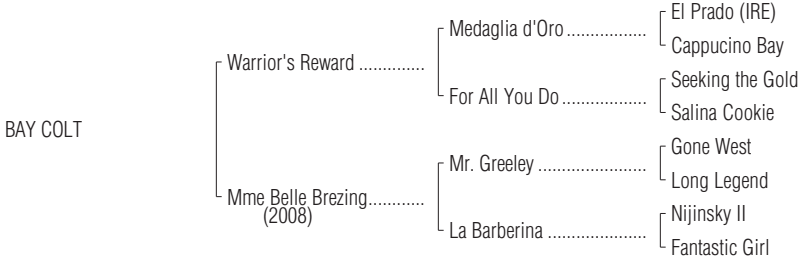 El Prado (IRE)
Medaglia d'Oro .................
Cappucino Bay
Warrior's Reward ..............
Seeking the Gold
For All You Do ..................
Salina Cookie
BAY COLT
Gone West
Mr. Greeley .......................
Long Legend
Mme Belle Brezing............
(2008)
Nijinsky II
La Barberina .....................
Fantastic Girl